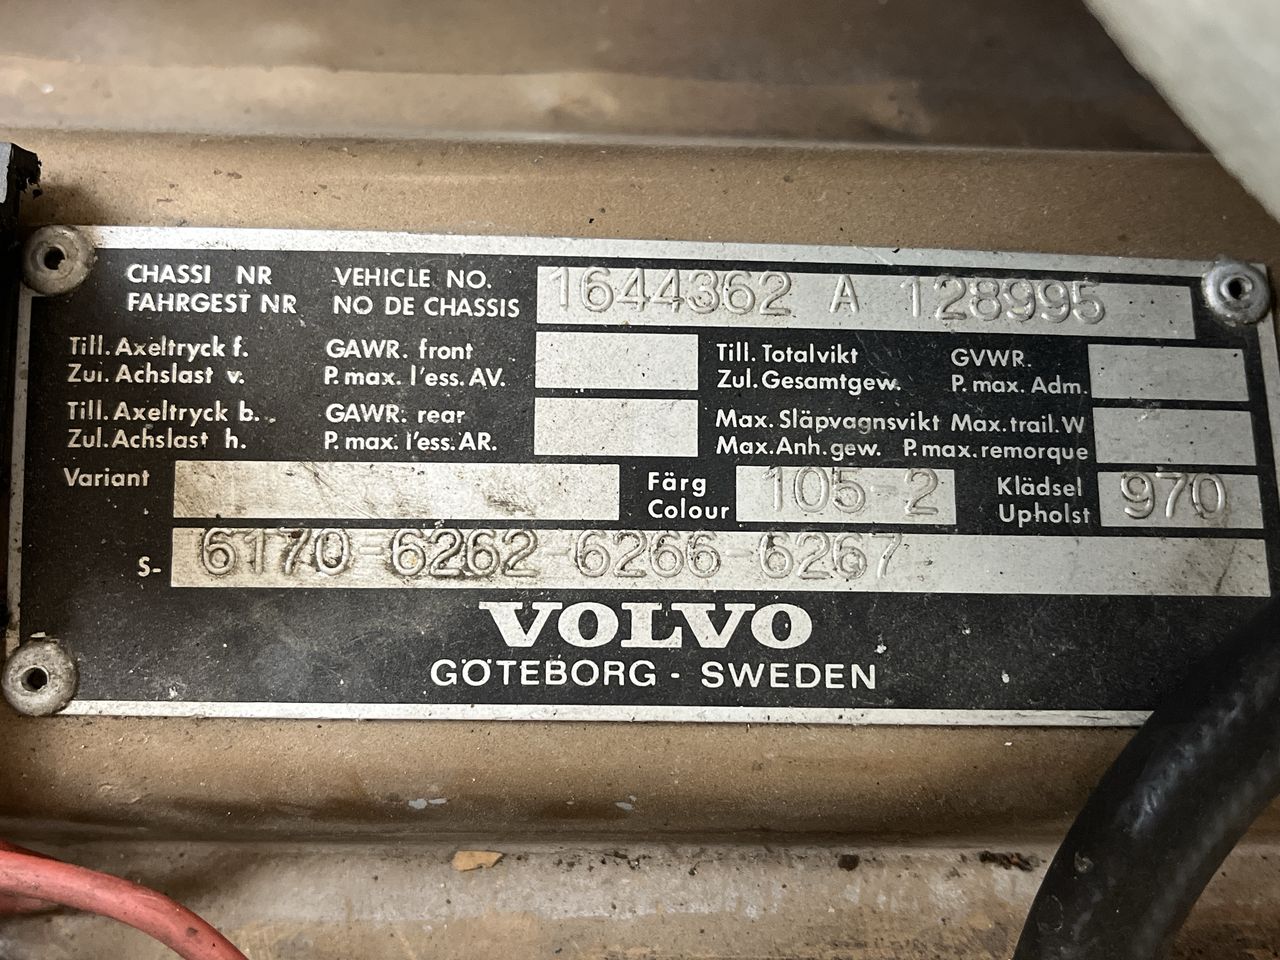 CHASSI NR VEHICLE NO. 1644362 A 128995
FAHRGEST NR NO DE CHASSIS
Till. Axeltryck f. GAWR. front Till. Totalvikt GVWR.
Zul. Achslast v. P. max. l'ess. AV. Zul. Gesamtgew. P. max. Adm.
Till. Axeltryck b. GAWR. rear Max. Släpvagnsvikt Max. trail. W
Zul. Achslast h. P. max. l'ess. AR. Max. Anh. gew. P. max. remorque
Variant Färg 105-2 Klädsel 970
Colour Upholst
S- 6170-6262-6266-6267
VOLVO
GÖTEBORG - SWEDEN